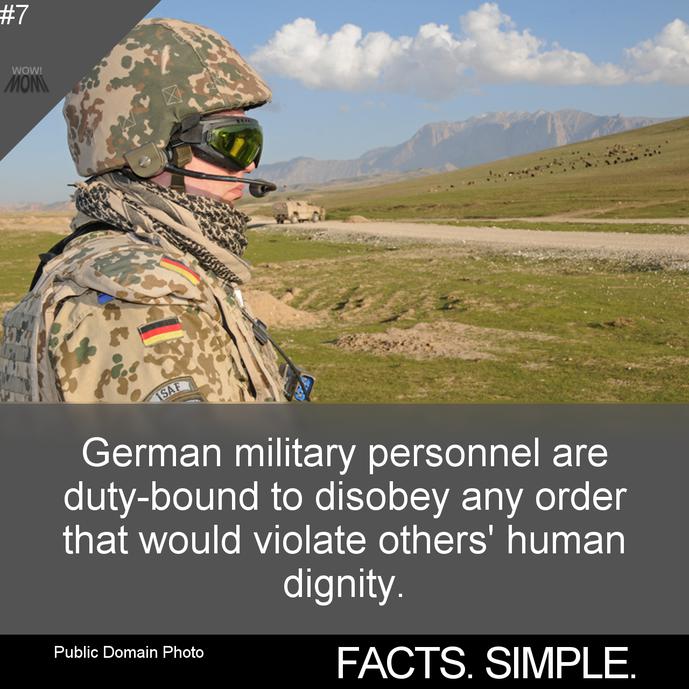 #7
WOW!
MOM
ISAF
German military personnel are
duty-bound to disobey any order
that would violate others' human
dignity.
Public Domain Photo
FACTS. SIMPLE.